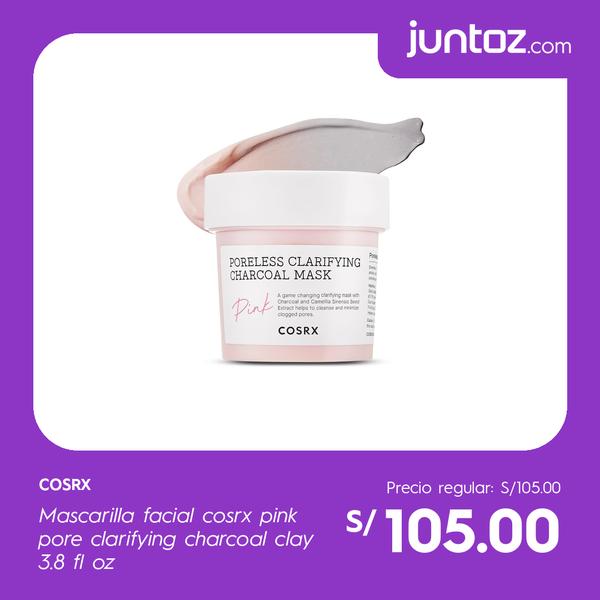 juntoz.com
PORELESS CLARIFYING
CHARCOAL MASK
Pink
A game changing clarifying mask with
Charcoal and Camellia Sinensis Seed
Extract helps to cleanse and minimize
clogged pores.
COSRX
COSRX
Mascarilla facial cosrx pink
pore clarifying charcoal clay
3.8 fl oz
Precio regular: S/105.00
S/ 105.00